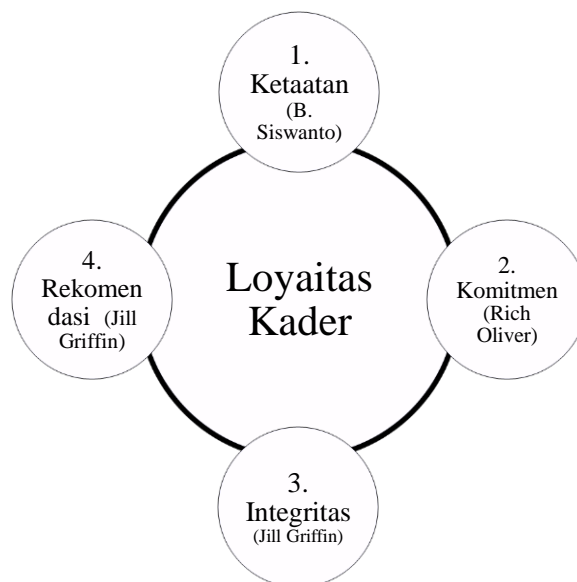 1.
Ketaatan
(B.
Siswanto)
4.
Rekomen
dasi (Jill
Griffin)
Loyaitas
Kader
2.
Komitmen
(Rich
Oliver)
3.
Integritas
(Jill Griffin)